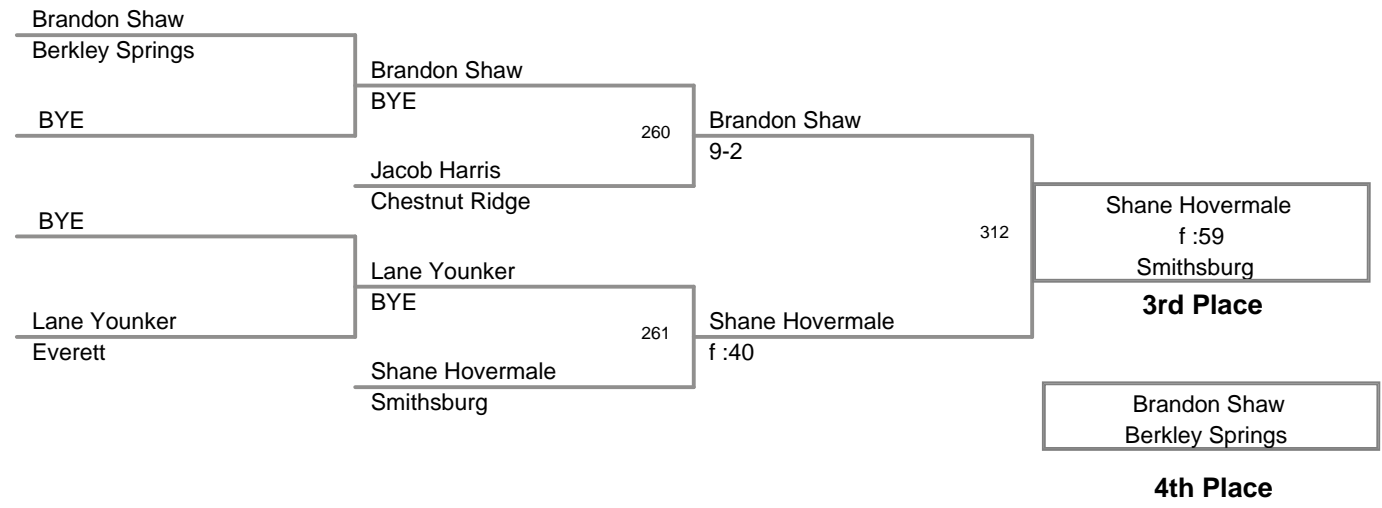 Brandon Shaw
Berkley Springs
BYE
BYE
Lane Younker
Everett
Brandon Shaw
BYE
260
Jacob Harris
Chestnut Ridge
Lane Younker
BYE
261
Shane Hovermale
Smithsburg
Brandon Shaw
9-2
312
Shane Hovermale
f :40
Shane Hovermale
f :59
Smithsburg
3rd Place
Brandon Shaw
Berkley Springs
4th Place